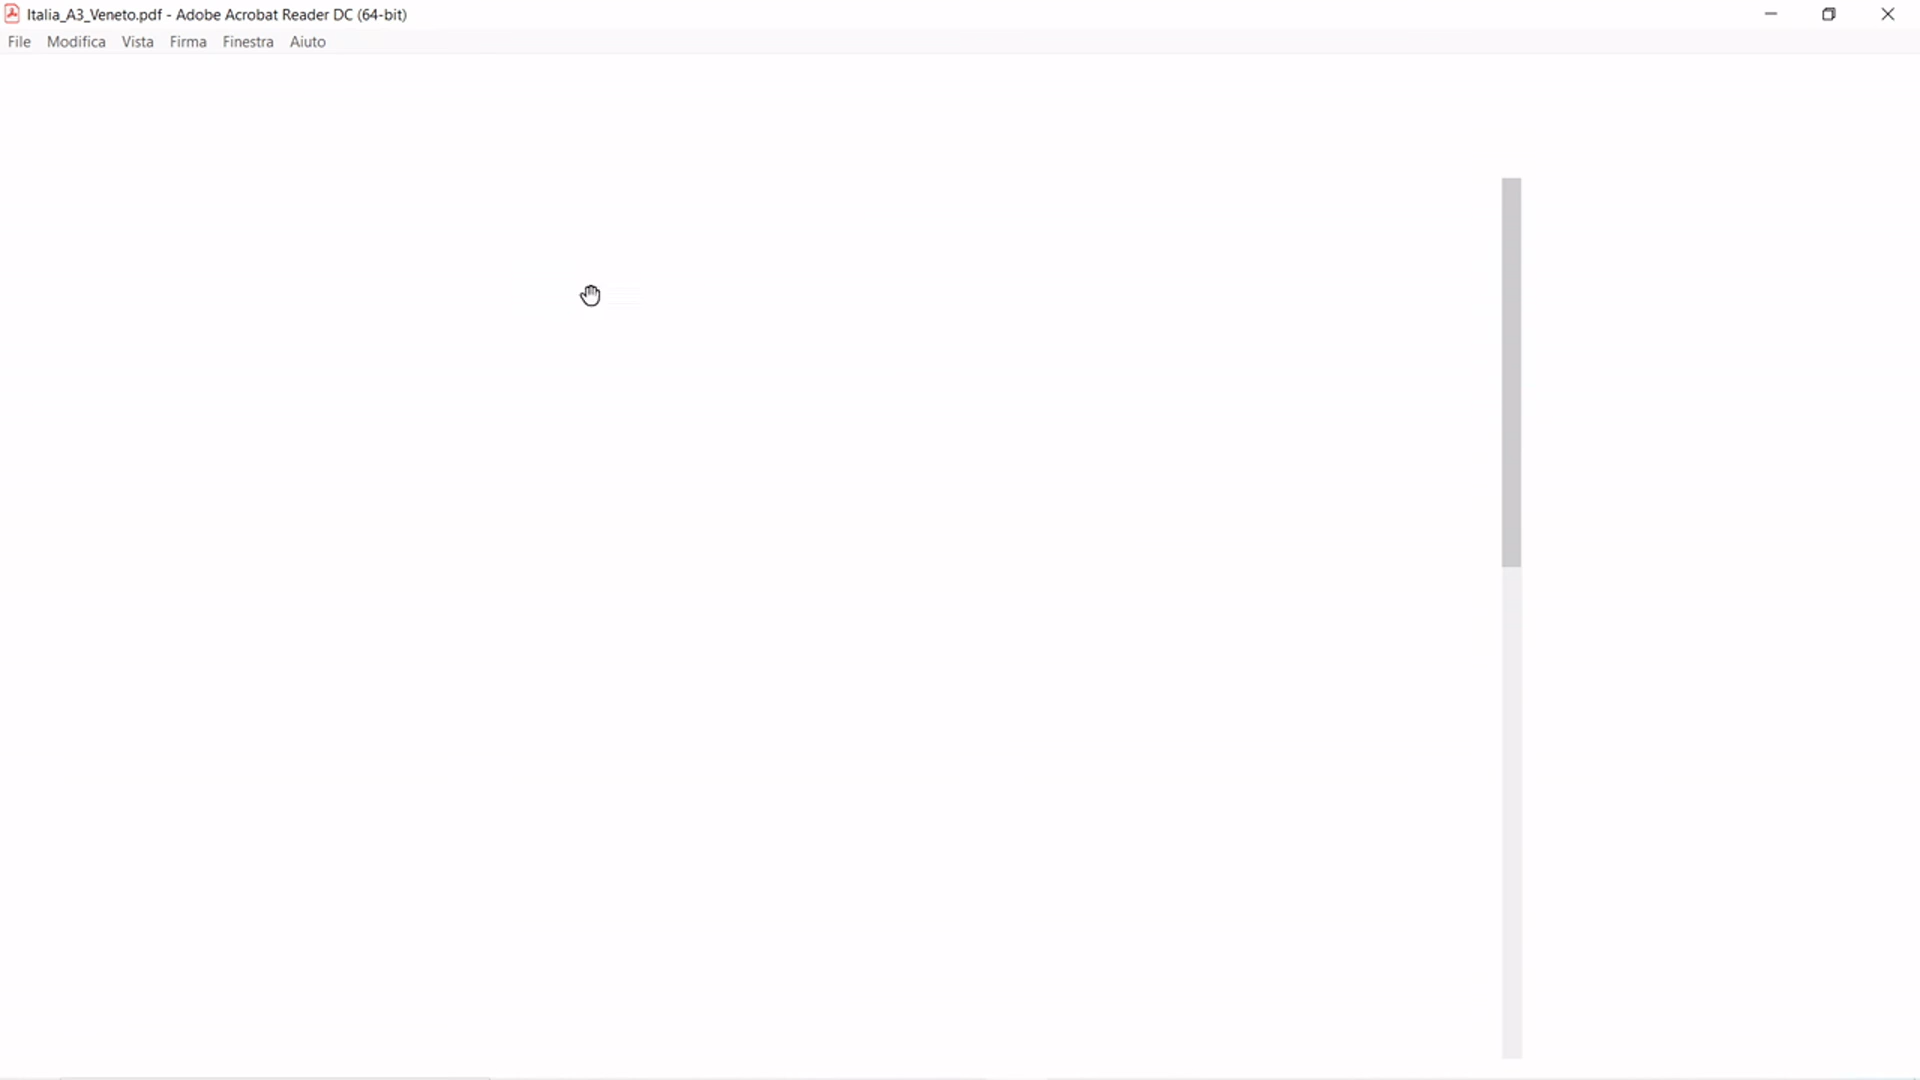 Italia_A3_Veneto.pdf - Adobe Acrobat Reader DC (64-bit)
File Modifica Vista Firma Finestra Aiuto